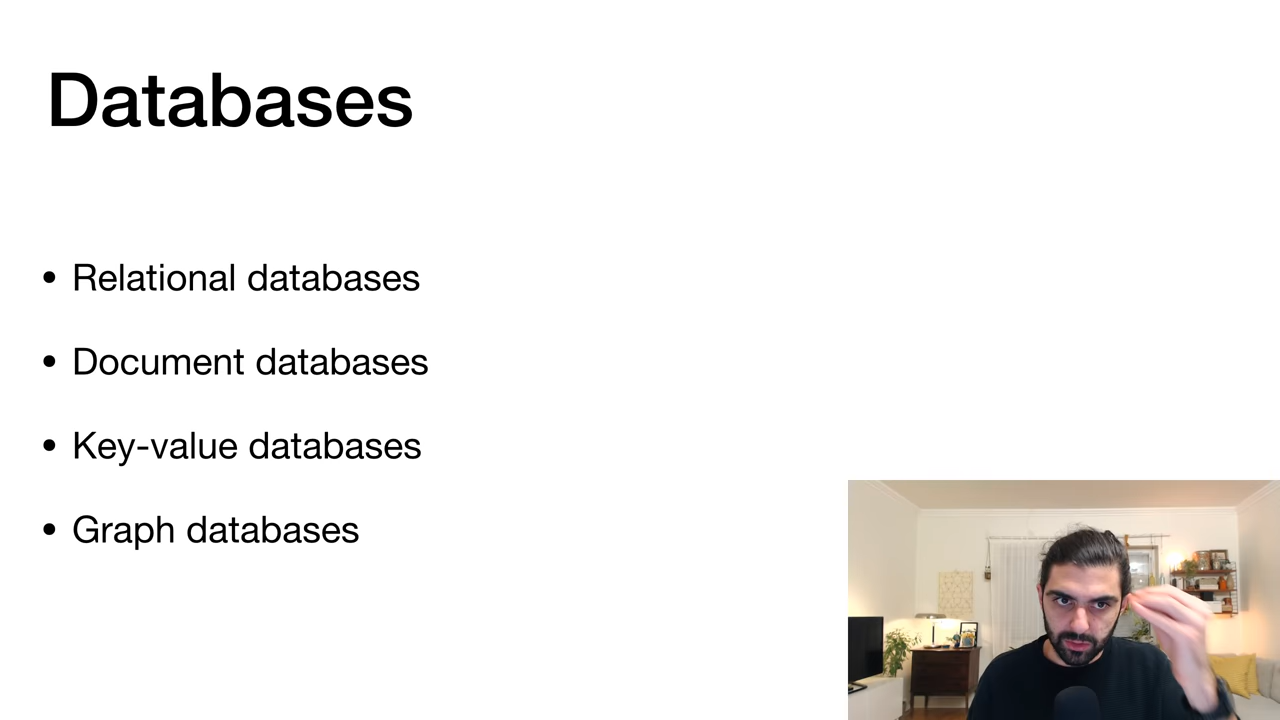 Databases
• Relational databases
• Document databases
• Key-value databases
• Graph databases